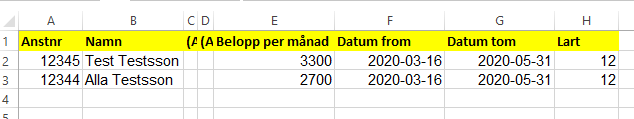 A B C D E F G H
1 Anstnr Namn (A (A Belopp per månad Datum from Datum tom Lart
2 12345 Test Testsson 3300 2020-03-16 2020-05-31 12
3 12344 Alla Testsson 2700 2020-03-16 2020-05-31 12
4
5